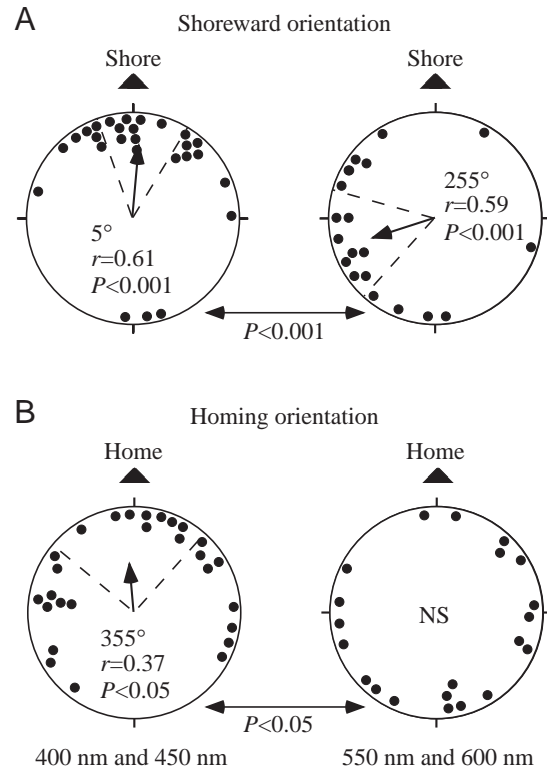 A
Shoreward orientation
Shore
Shore
5°
r=0.61
P<0.001
255°
r=0.59
P<0.001
P<0.001
B
Homing orientation
Home
Home
355°
r=0.37
P<0.05
NS
P<0.05
400 nm and 450 nm
550 nm and 600 nm